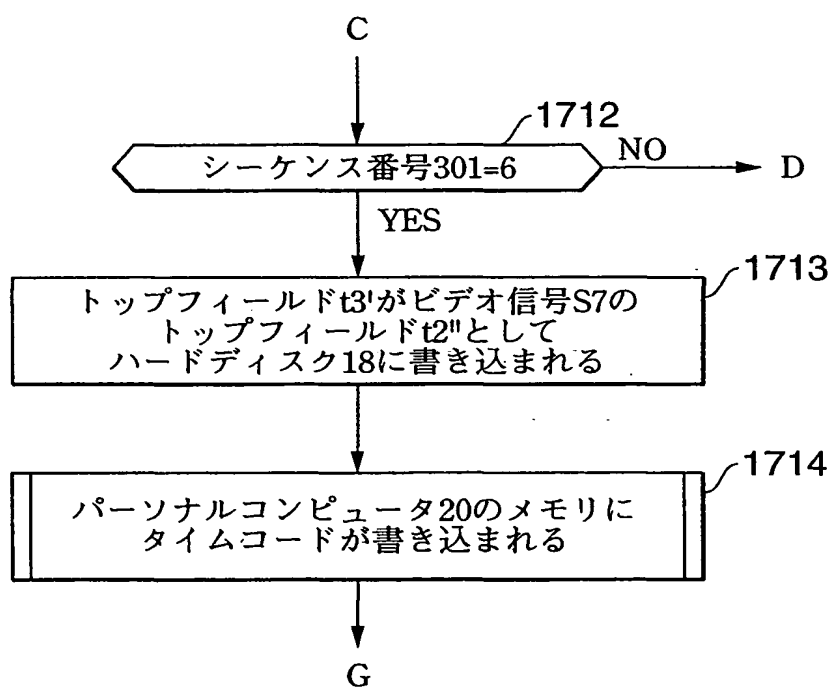 C
1712
シーケンス番号301=6
NO
D
YES
1713
トップフィールドt3'がビデオ信号S7の
トップフィールドt2"として
ハードディスク18に書き込まれる
1714
パーソナルコンピュータ20のメモリに
タイムコードが書き込まれる
G